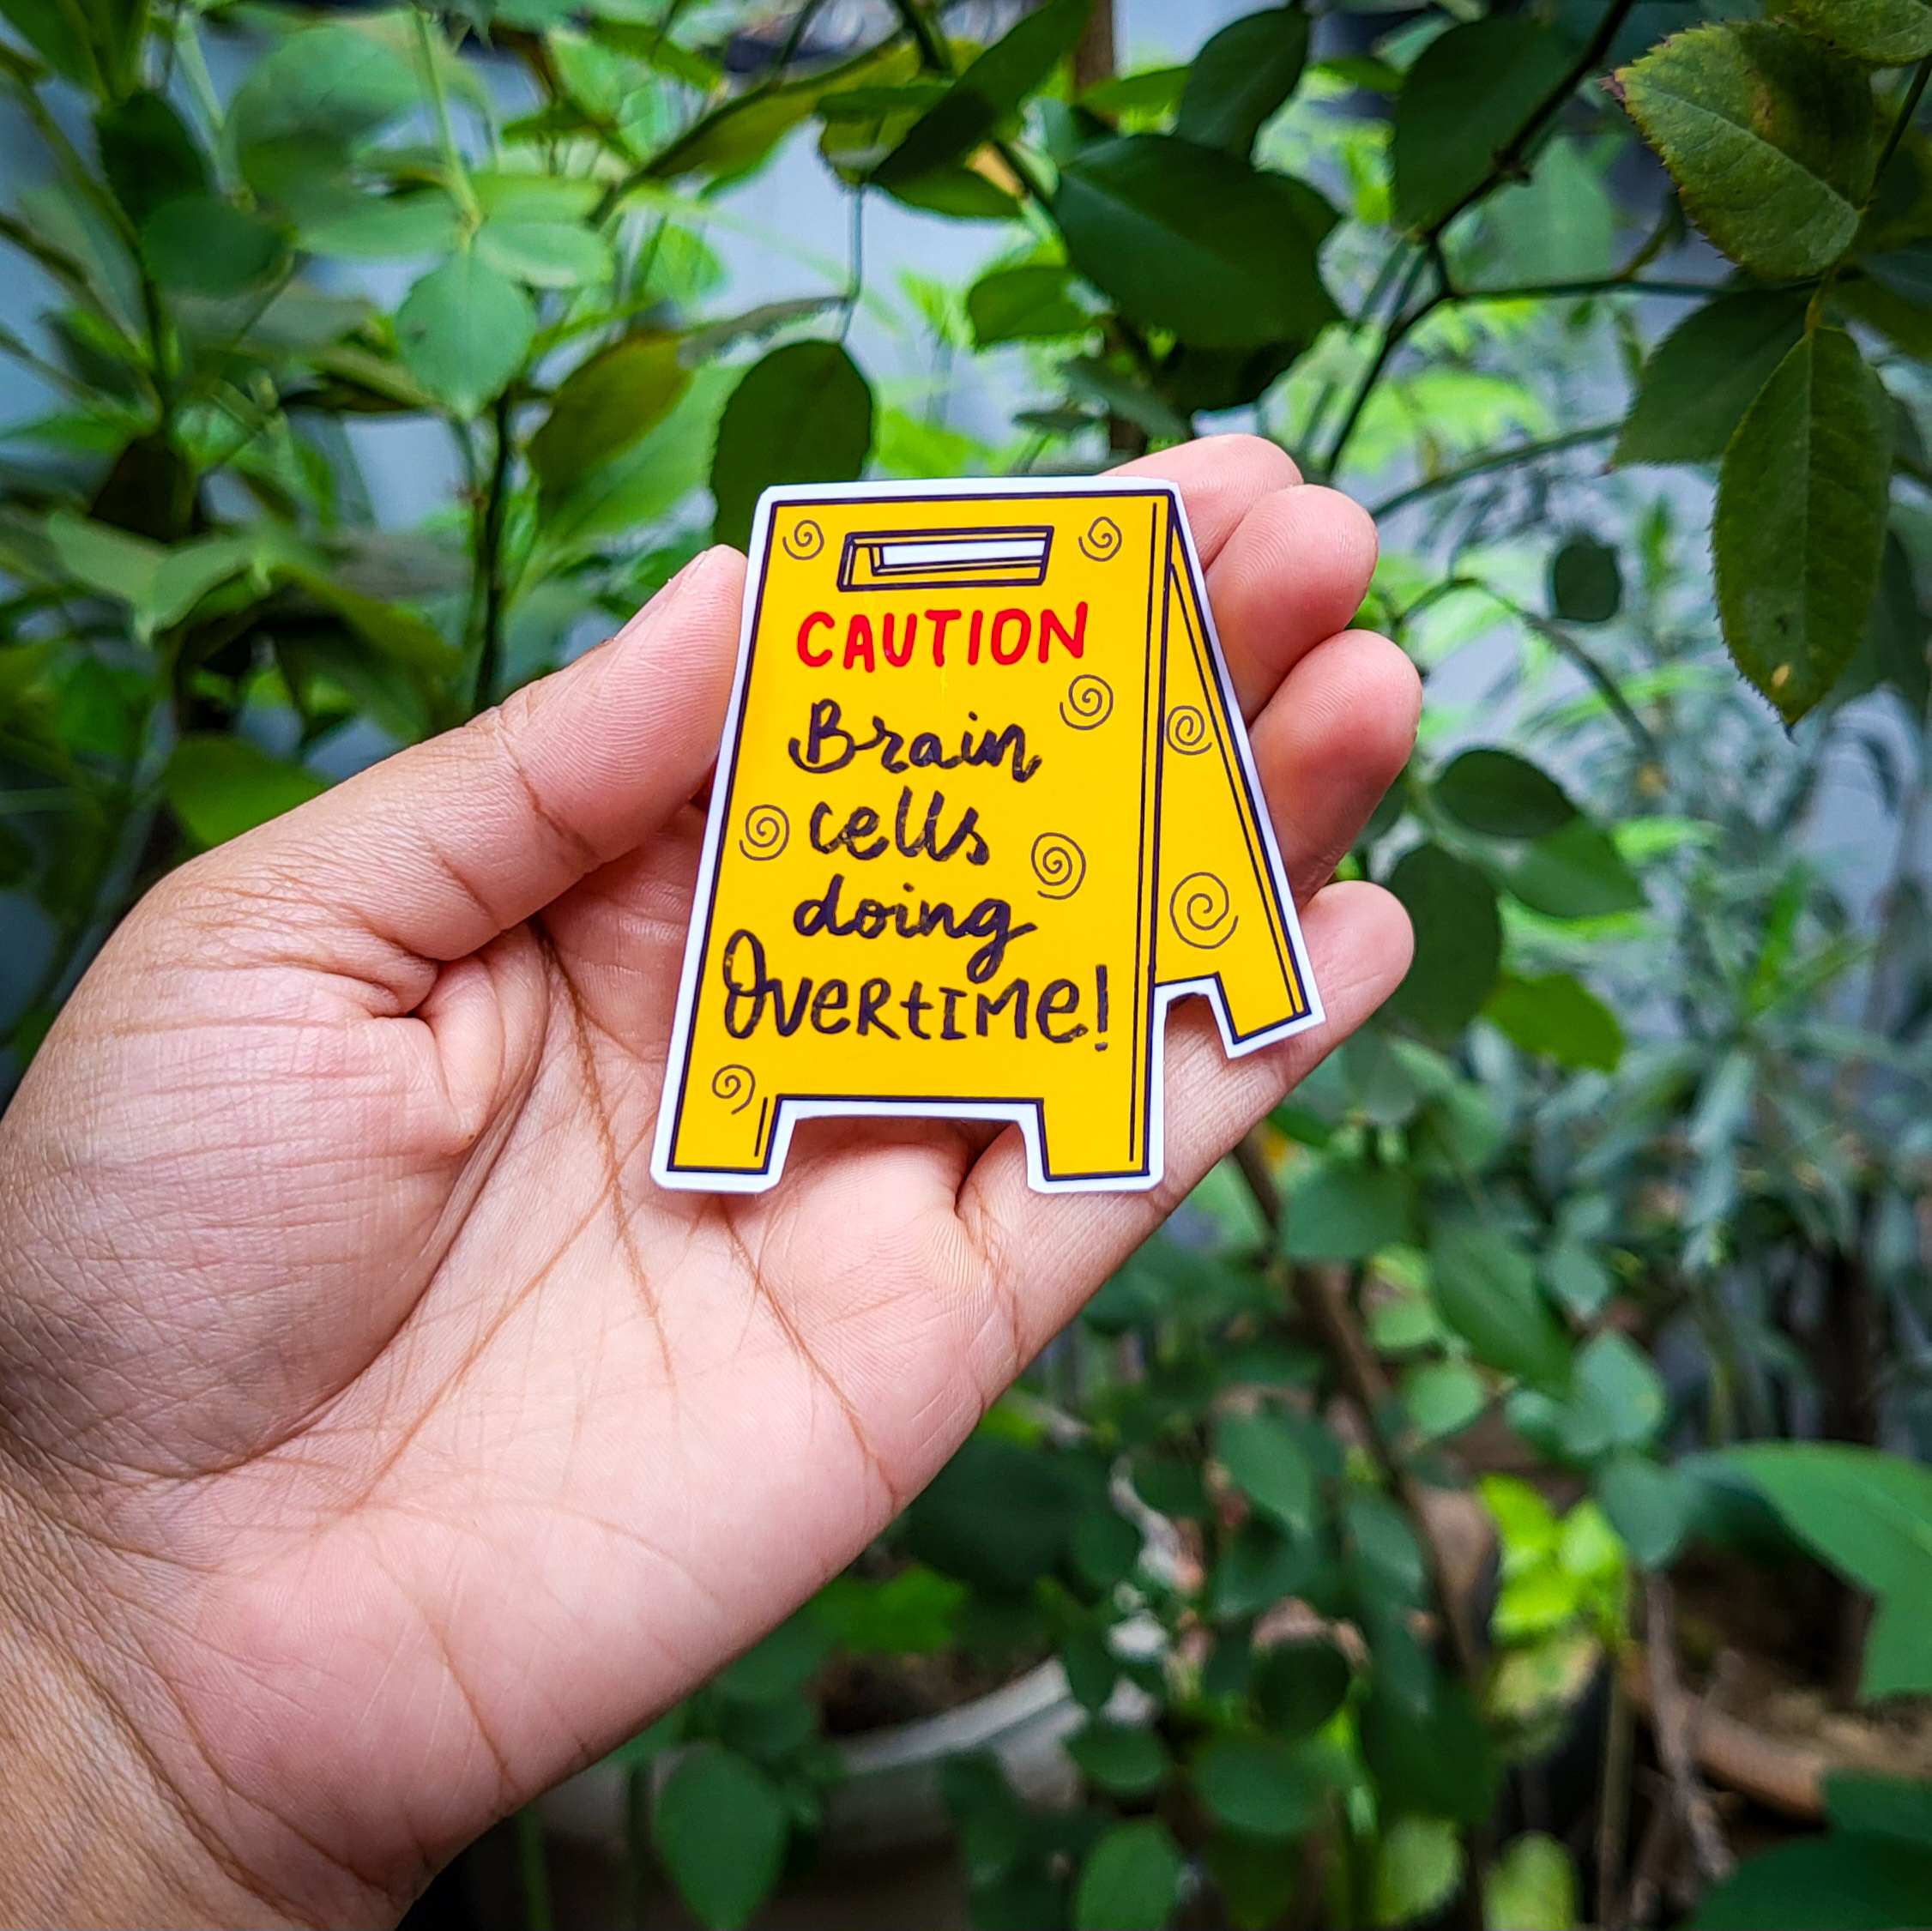 CAUTION
Brain
cells
doing
OVERtIMe!